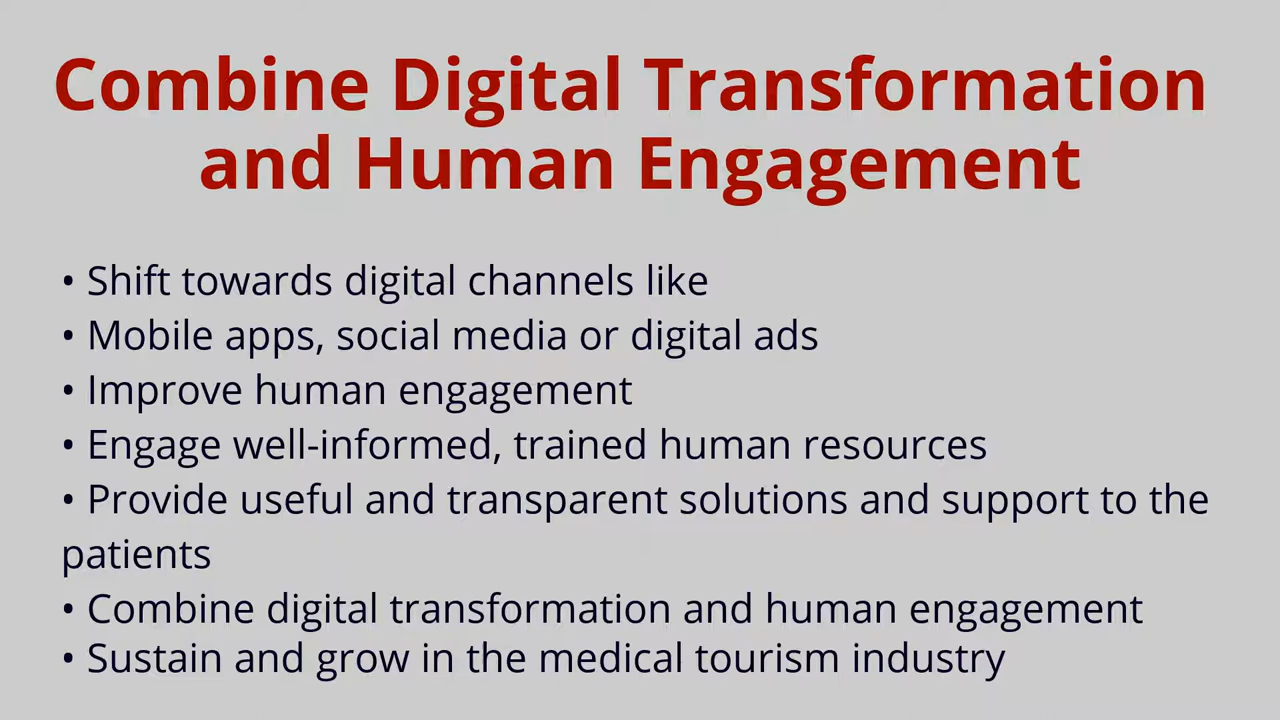 Combine Digital Transformation
and Human Engagement
• Shift towards digital channels like
• Mobile apps, social media or digital ads
• Improve human engagement
• Engage well-informed, trained human resources
• Provide useful and transparent solutions and support to the
patients
• Combine digital transformation and human engagement
• Sustain and grow in the medical tourism industry